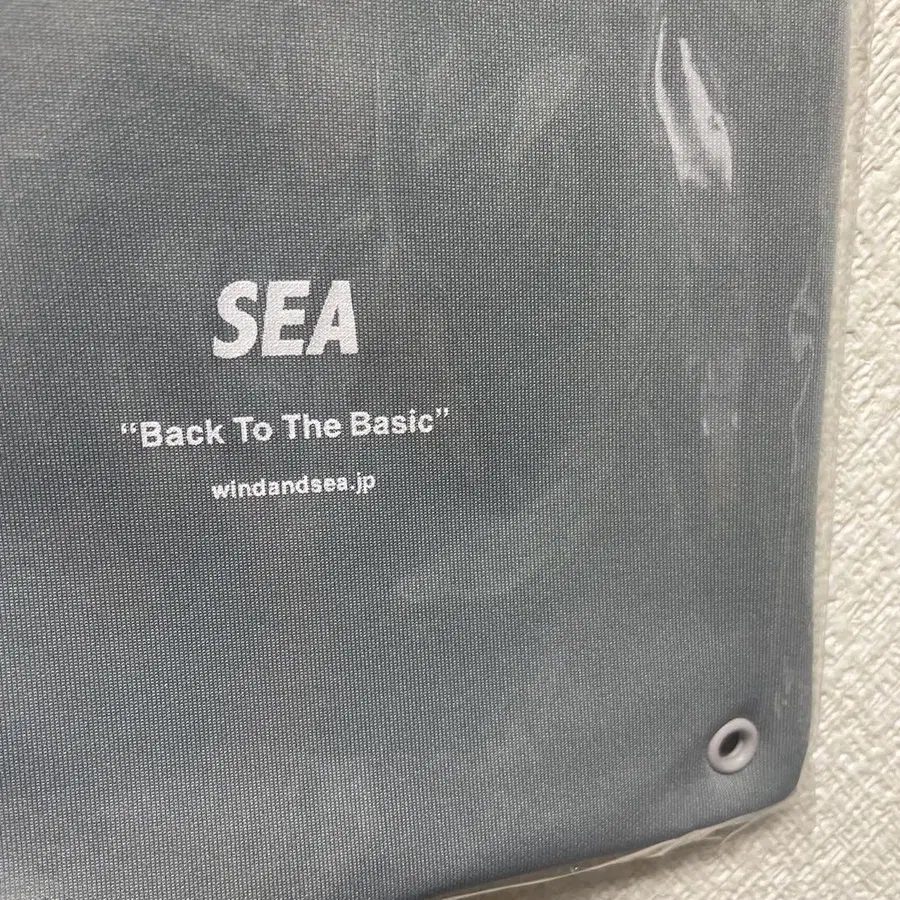 SEA
“Back To The Basic”
windandsea.jp